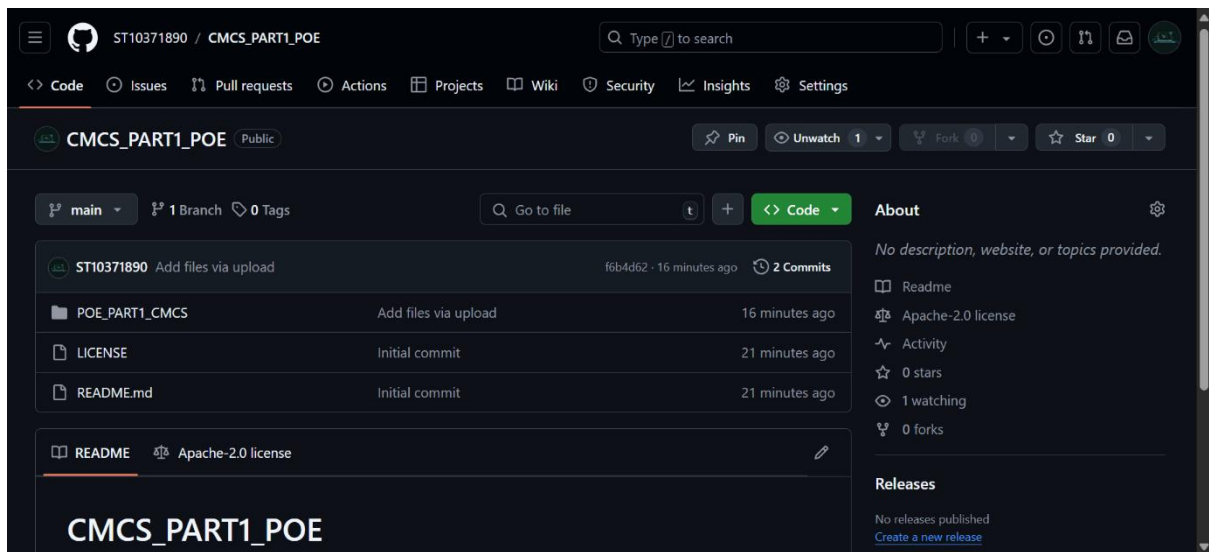 ST10371890 / CMCS_PART1_POE
Type / to search
Code Issues Pull requests Actions Projects Wiki Security Insights Settings
CMCS_PART1_POE Public
Pin Unwatch 1 Fork 0 Star 0
main 1 Branch 0 Tags Go to file t + Code
ST10371890 Add files via upload f6b4d62 · 16 minutes ago 2 Commits
POE_PART1_CMCS Add files via upload 16 minutes ago
LICENSE Initial commit 21 minutes ago
README.md Initial commit 21 minutes ago
README Apache-2.0 license
CMCS_PART1_POE
About
No description, website, or topics provided.
Readme
Apache-2.0 license
Activity
0 stars
1 watching
0 forks
Releases
No releases published
Create a new release